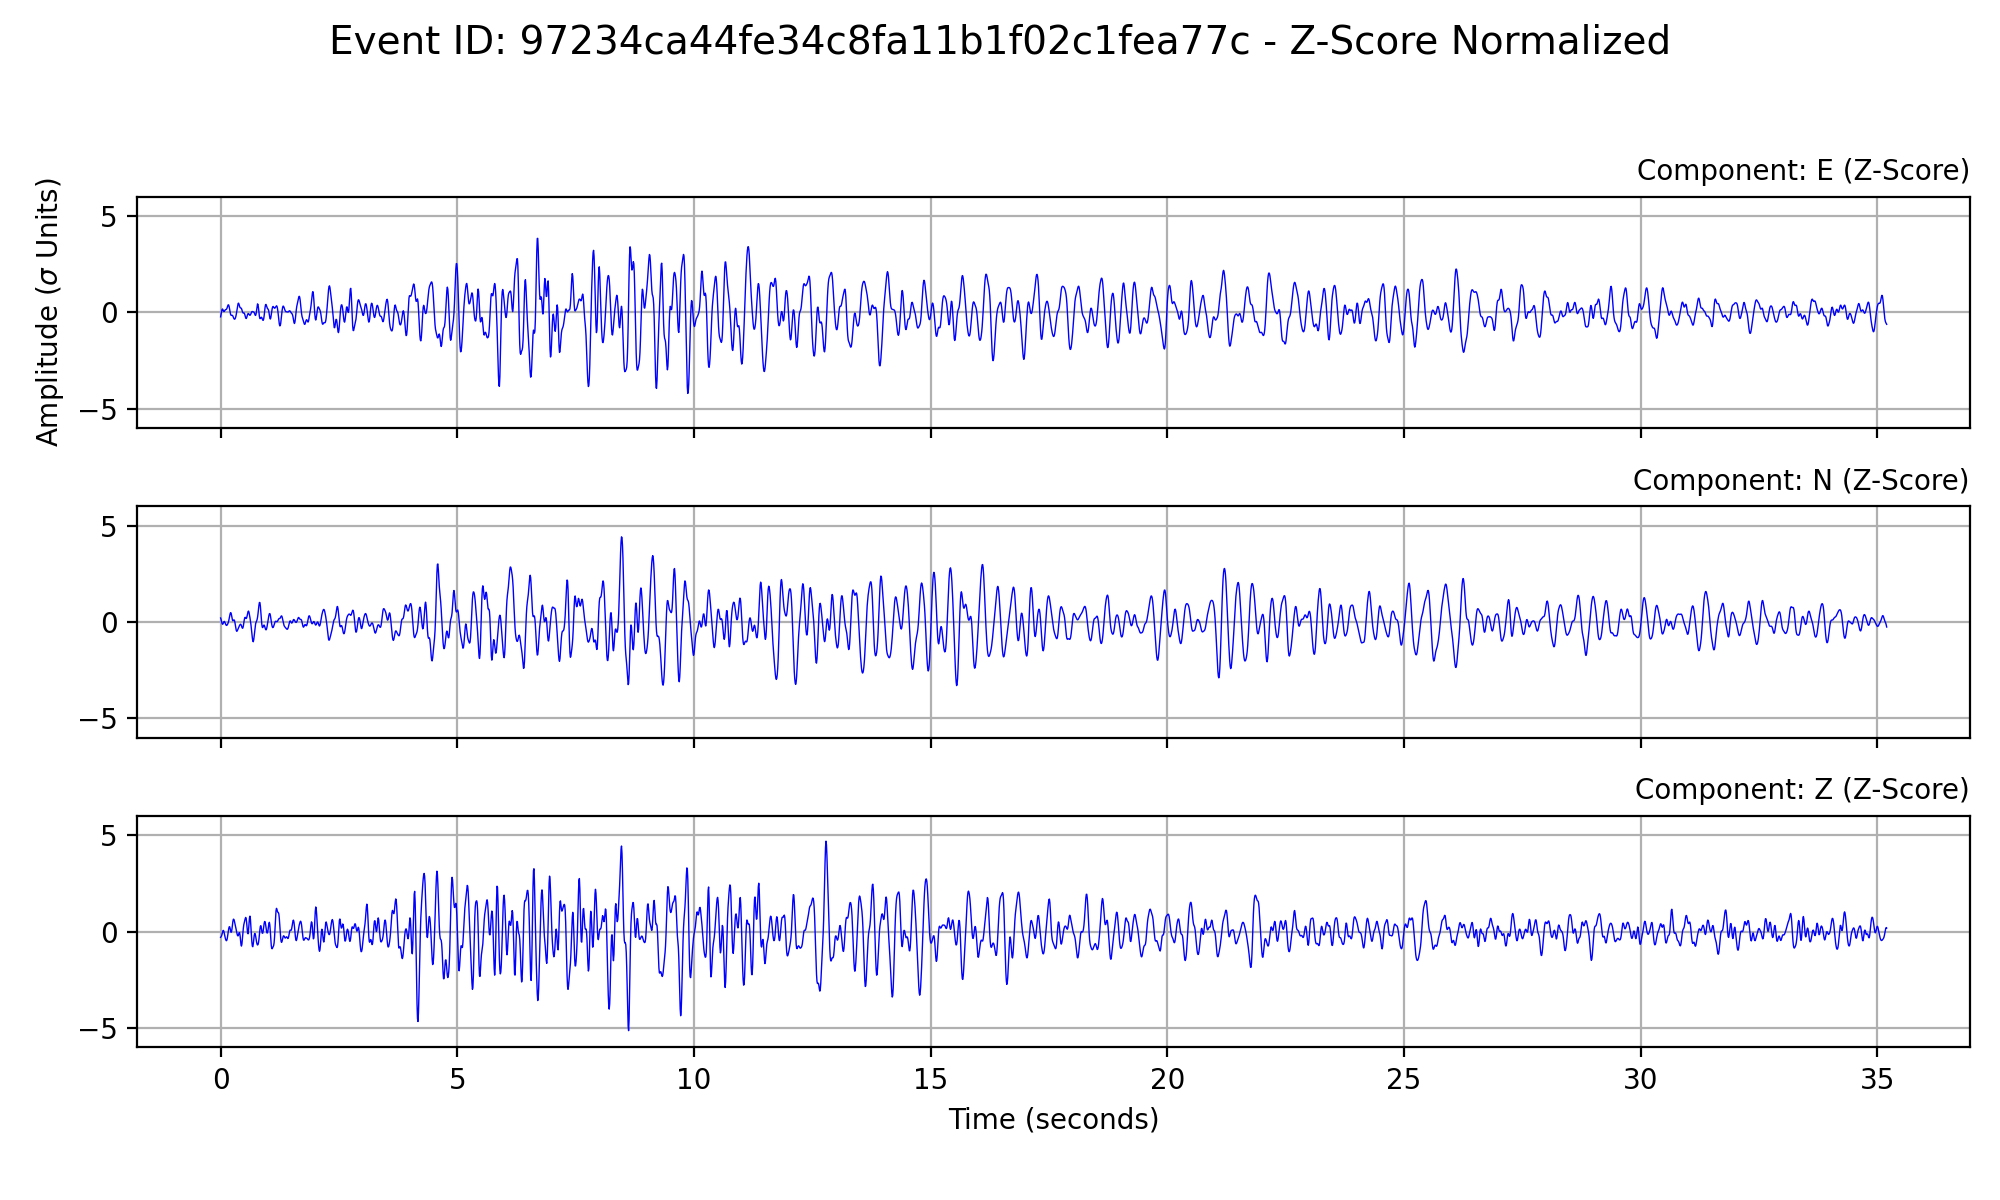 Event ID: 97234ca44fe34c8fa11b1f02c1fea77c - Z-Score Normalized
Component: E (Z-Score)
Amplitude (σ Units)
5
0
−5
Component: N (Z-Score)
5
0
−5
Component: Z (Z-Score)
5
0
−5
0 5 10 15 20 25 30 35
Time (seconds)